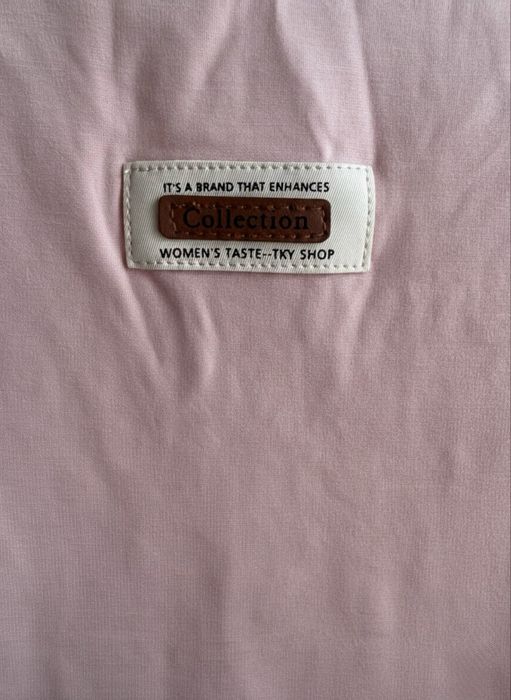 IT'S A BRAND THAT ENHANCES
Collection
WOMEN'S TASTE--TKY SHOP